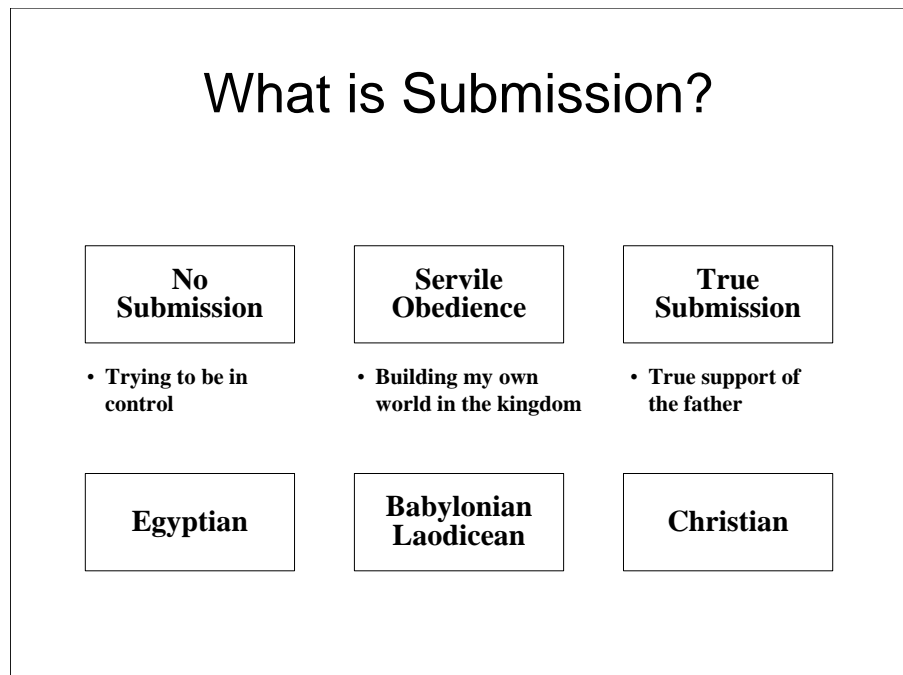 What is Submission?
No
Submission
Servile
Obedience
True
Submission
• Trying to be in
control
• Building my own
world in the kingdom
• True support of
the father
Egyptian
Babylonian
Laodicean
Christian